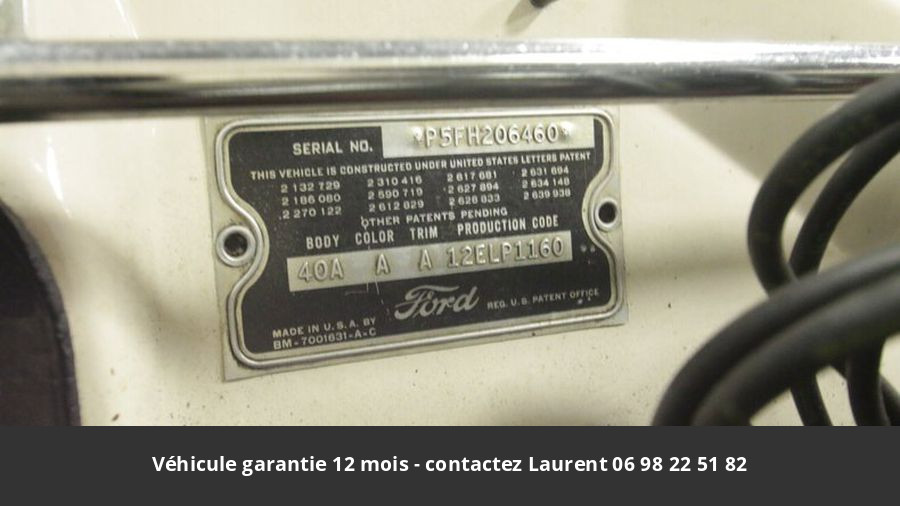 SERIAL NO. *P5FH206460*
THIS VEHICLE IS CONSTRUCTED UNDER UNITED STATES LETTERS PATENT
2 132 729 2 310 416 2 617 681 2 631 694
2 186 080 2 590 719 2 627 894 2 634 148
2 270 122 2 612 829 2 628 833 2 639 938
OTHER PATENTS PENDING
BODY COLOR TRIM PRODUCTION CODE
40A A A 12ELP1160
Ford REG. U.S. PATENT OFFICE
MADE IN U.S.A. BY
BM-7001631-A-C
Véhicule garantie 12 mois - contactez Laurent 06 98 22 51 82